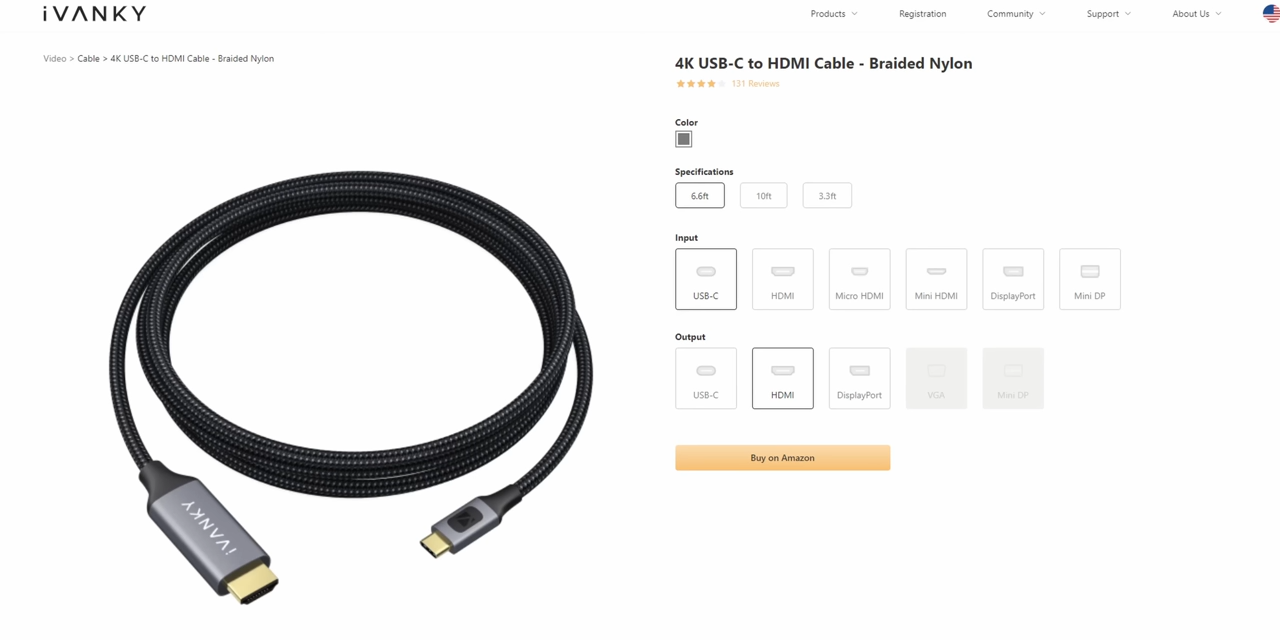 iVANKY
Products
Registration
Community
Support
About Us
Video > Cable > 4K USB-C to HDMI Cable - Braided Nylon
4K USB-C to HDMI Cable - Braided Nylon
131 Reviews
Color
Specifications
6.6ft
10ft
3.3ft
Input
USB-C
HDMI
Micro HDMI
Mini HDMI
DisplayPort
Mini DP
Output
USB-C
HDMI
DisplayPort
VGA
Mini DP
Buy on Amazon
iVANKY